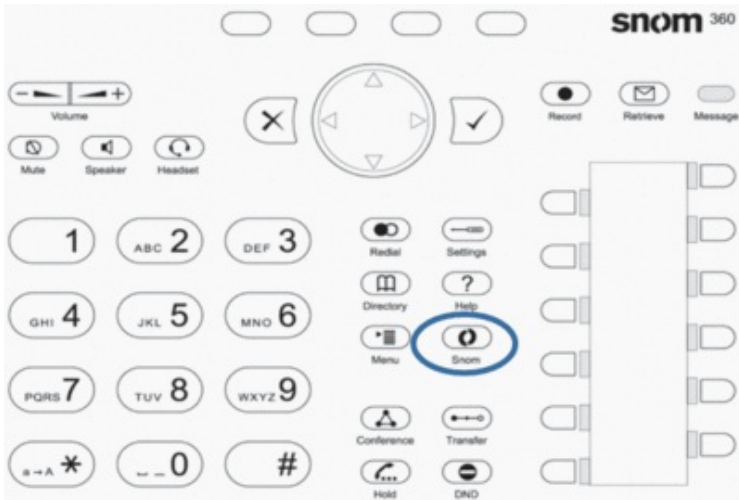 snom 360
- +
Volume
Record Retrieve Message
Mute Speaker Headset
1 ABC 2 DEF 3
Redial Settings
Directory ? Help
GHI 4 JKL 5 MNO 6
Menu Snom
PQRS 7 TUV 8 WXYZ 9
Conference Transfer
a→A * _ 0 #
Hold DND